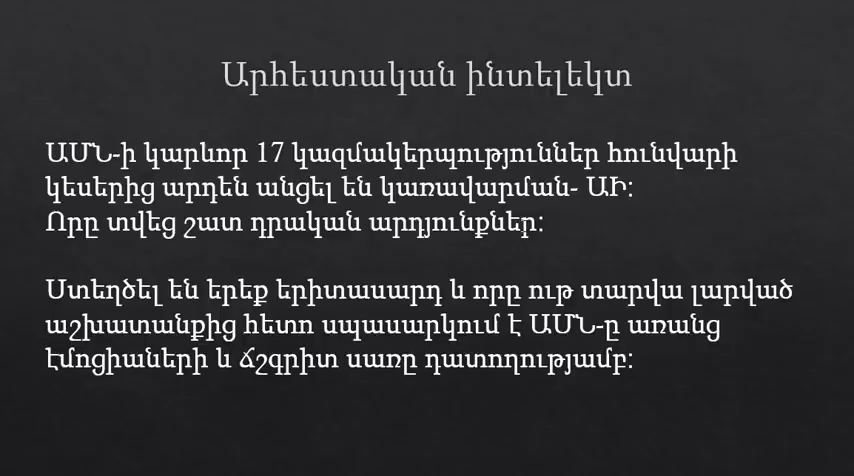 Արհեստական ինտելեկտ
ԱՄՆ-ի կարևոր 17 կազմակերպություններ հունվարի
կեսերից արդեն անցել են կառավարման- ԱԻ:
Որը տվեց շատ դրական արդյունքներ:
Ստեղծել են երեք երիտասարդ և որը ութ տարվա լարված
աշխատանքից հետո սպասարկում է ԱՄՆ-ը առանց
էմոցիաների և ճշգրիտ սառը դատողությամբ: